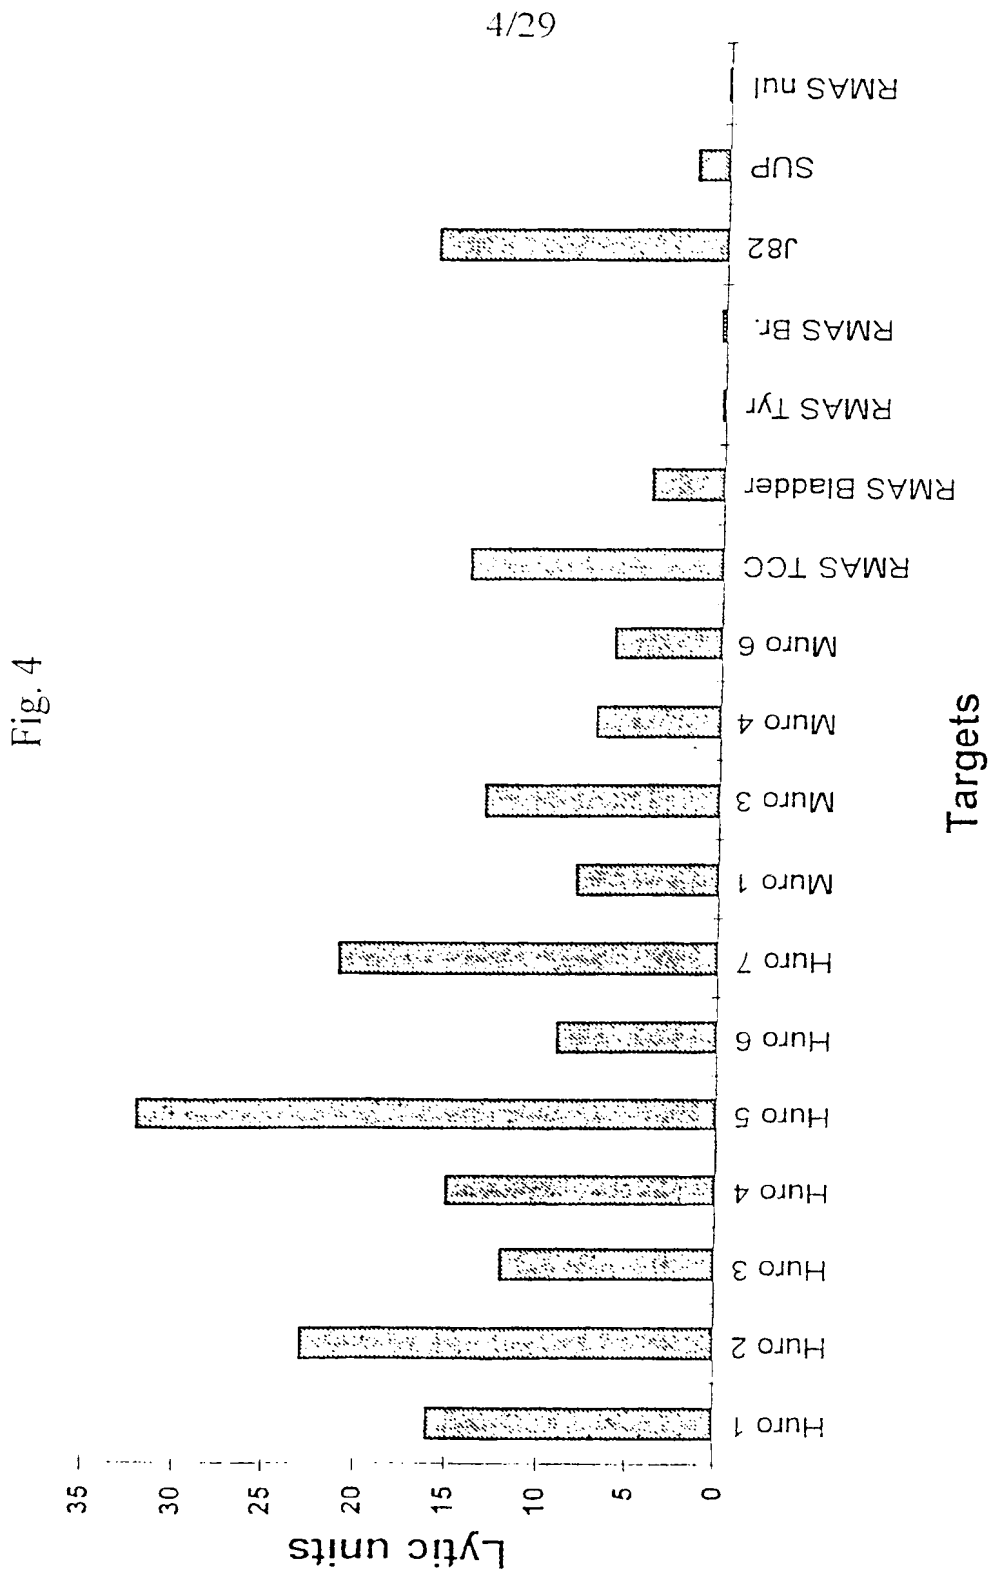 4/29
Fig. 4
Lytic units
35
30
25
20
15
10
5
0
Huro 1
Huro 2
Huro 3
Huro 4
Huro 5
Huro 6
Huro 7
Muro 1
Muro 3
Muro 4
Muro 6
RMAS TCC
RMAS Bladder
RMAS Tyr
RMAS Br.
J82
SUP
RMAS nul
Targets